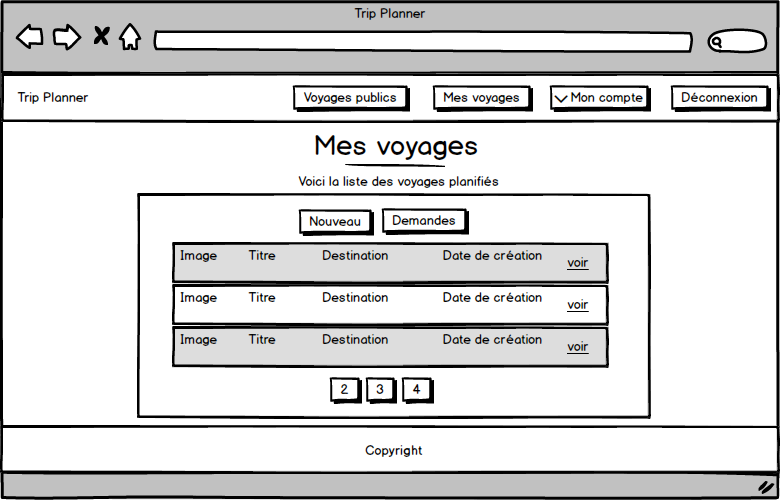 Trip Planner
Trip Planner Voyages publics Mes voyages Mon compte Déconnexion
Mes voyages
Voici la liste des voyages planifiés
Nouveau Demandes
Image Titre Destination Date de création voir
Image Titre Destination Date de création voir
Image Titre Destination Date de création voir
2 3 4
Copyright